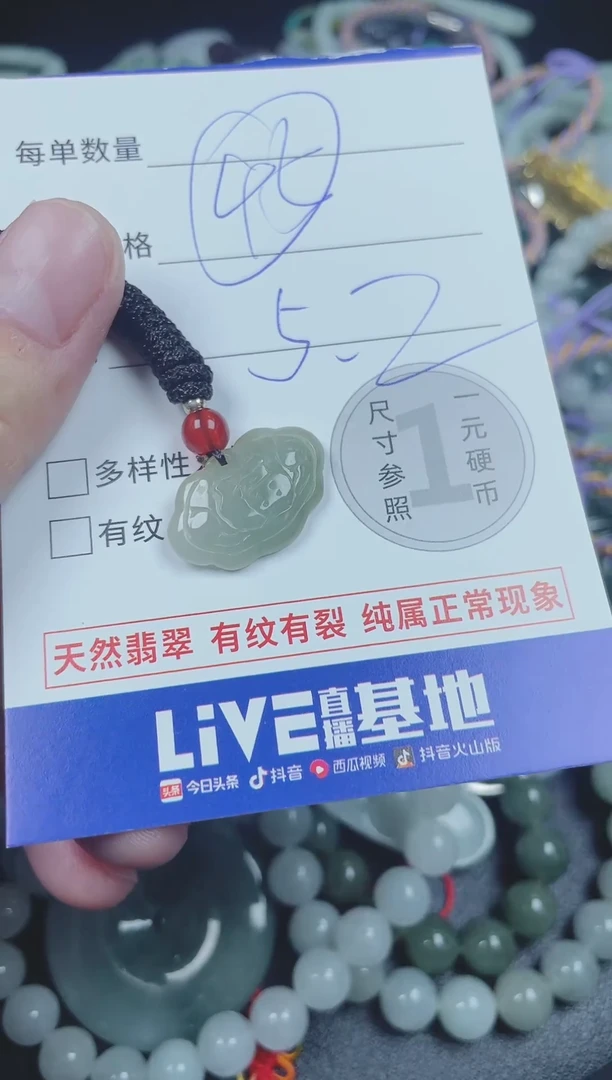 每单数量
格
5.2
多样性
有纹
1
尺寸参照
一元硬币
天然翡翠 有纹有裂 纯属正常现象
LiVE直播基地
头条 今日头条 抖音 西瓜视频 抖音火山版